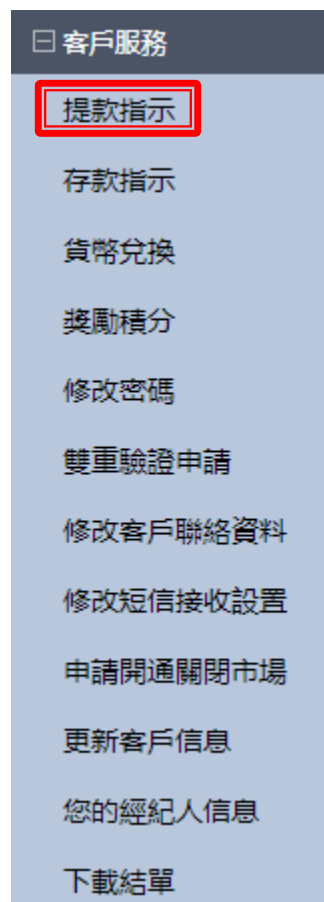 客戶服務
提款指示
存款指示
貨幣兌換
獎勵積分
修改密碼
雙重驗證申請
修改客戶聯絡資料
修改短信接收設置
申請開通關閉市場
更新客戶信息
您的經紀人信息
下載結單